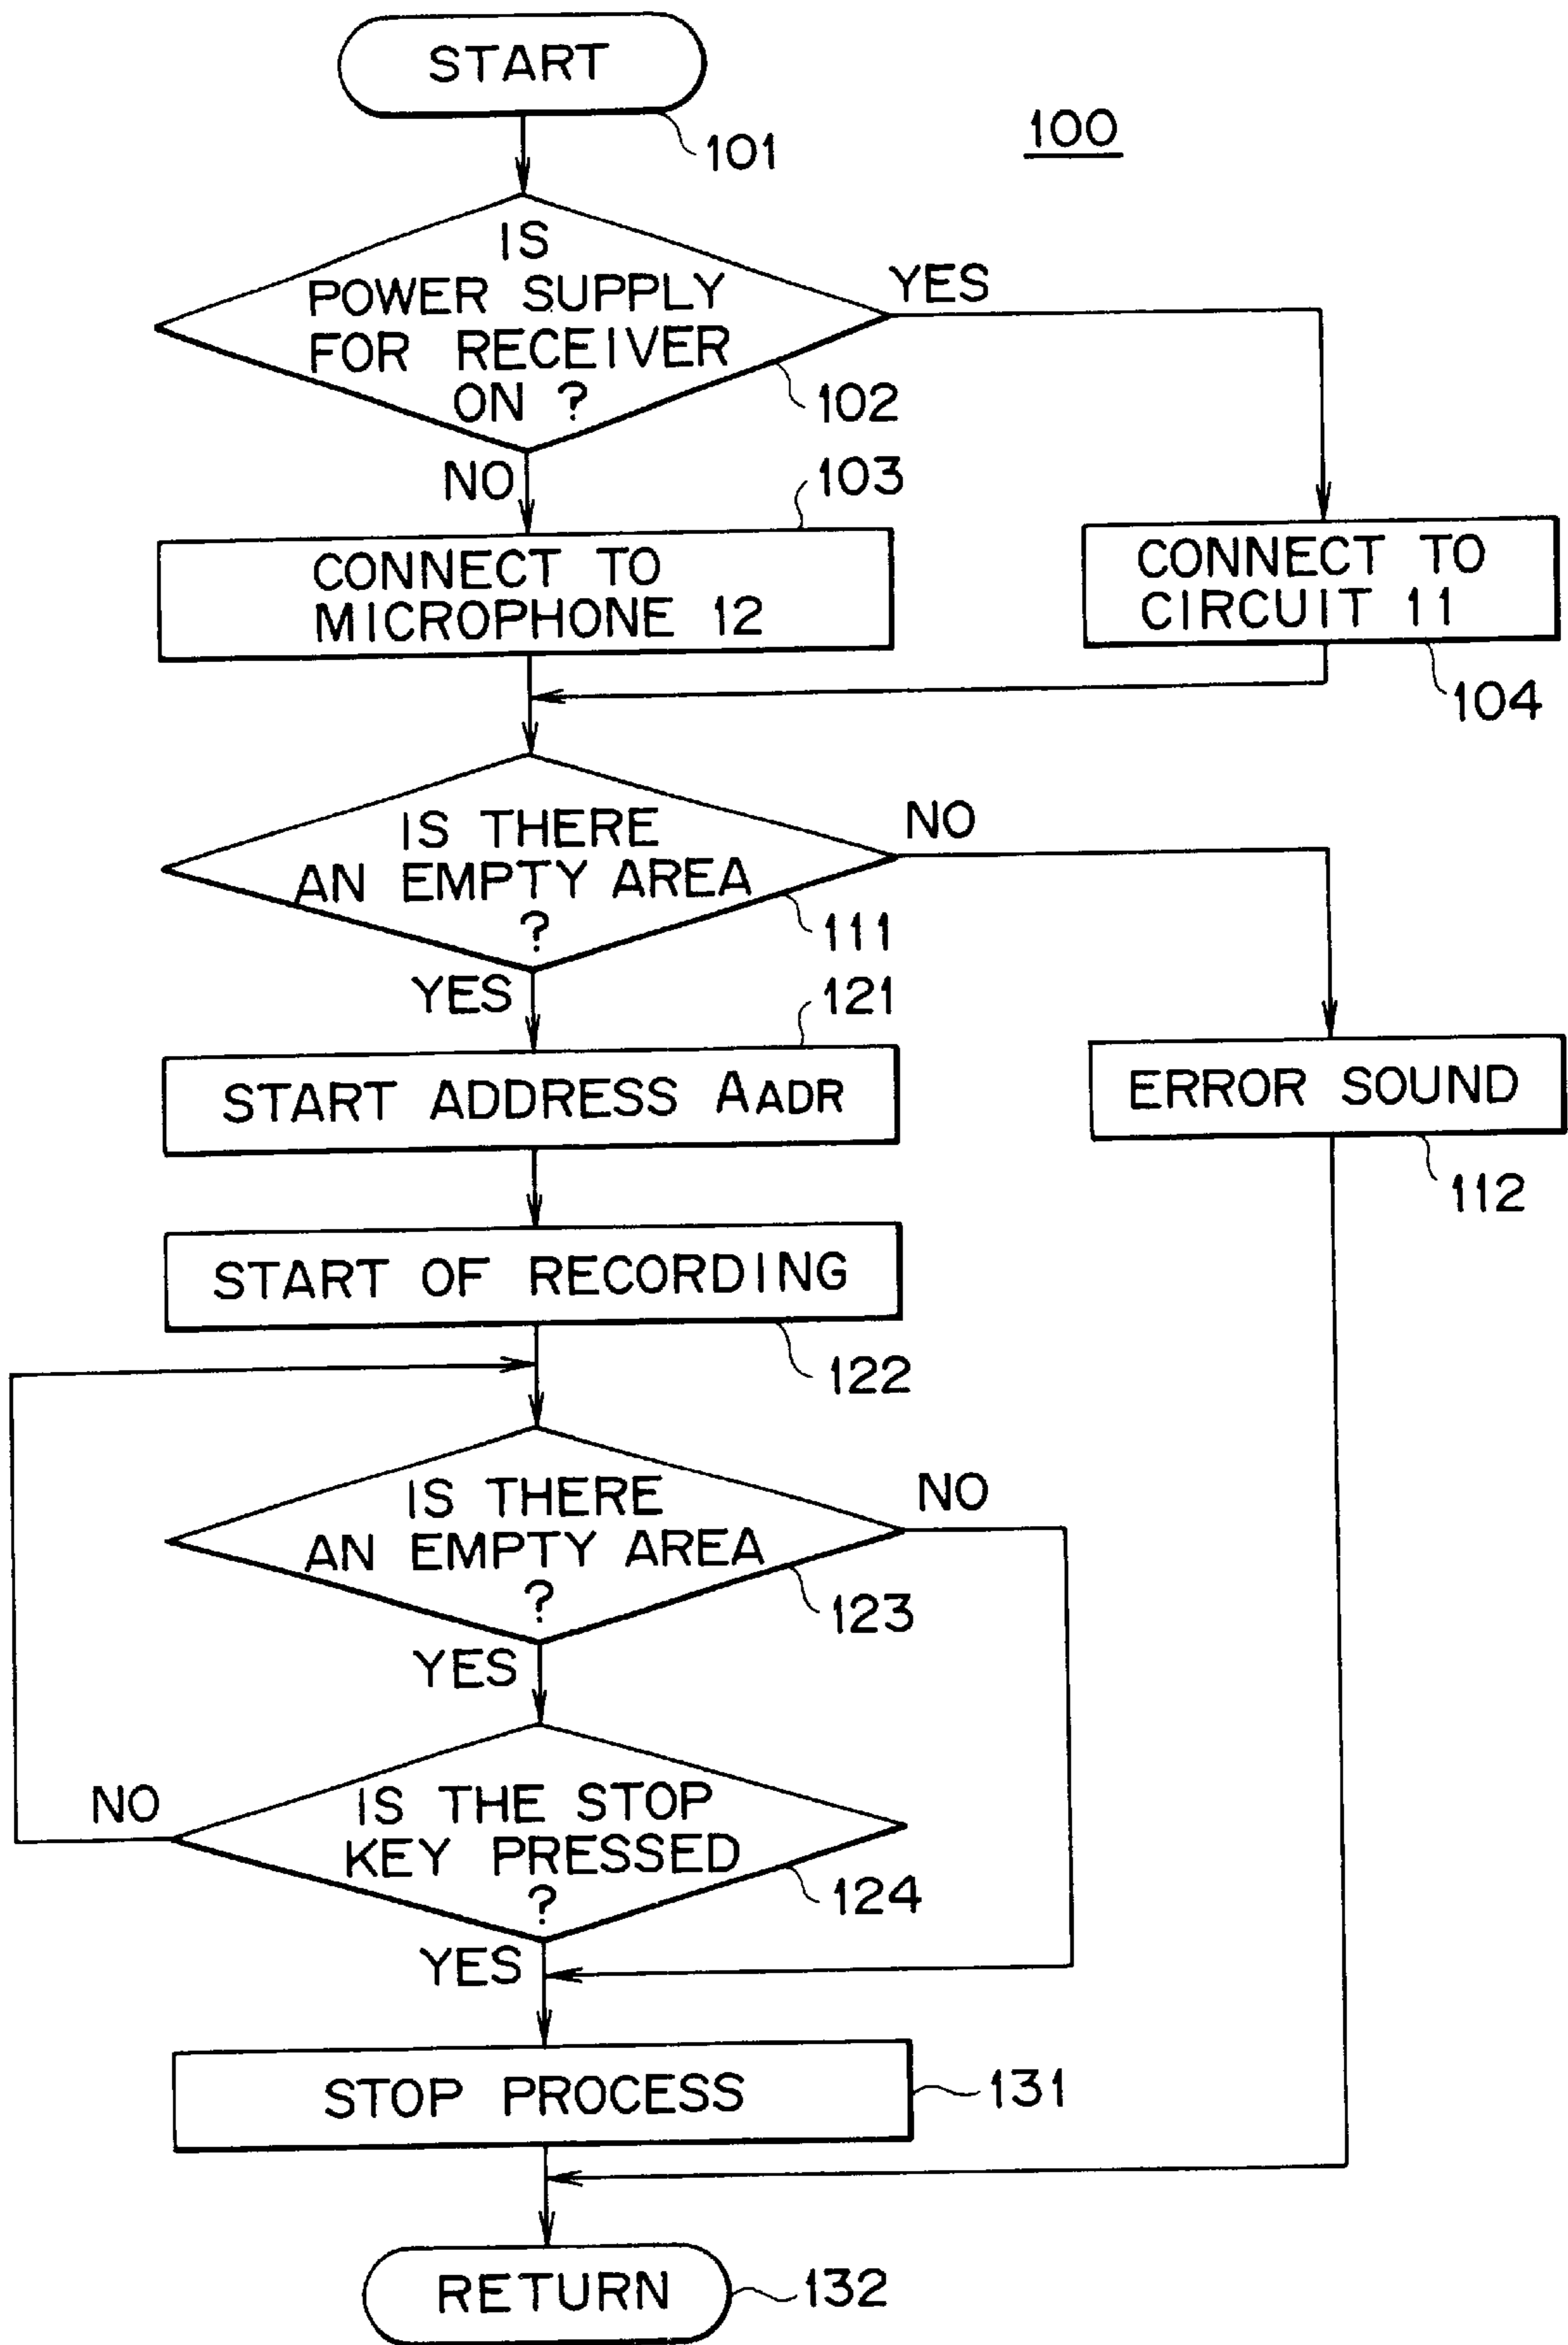 START
101
100
IS
POWER SUPPLY
FOR RECEIVER
ON ?
YES
102
NO
103
CONNECT TO
MICROPHONE 12
CONNECT TO
CIRCUIT 11
104
IS THERE
AN EMPTY AREA
?
NO
111
YES
121
START ADDRESS AADR
ERROR SOUND
112
START OF RECORDING
122
IS THERE
AN EMPTY AREA
?
NO
123
YES
IS THE STOP
KEY PRESSED
?
NO
124
YES
STOP PROCESS
131
RETURN
132